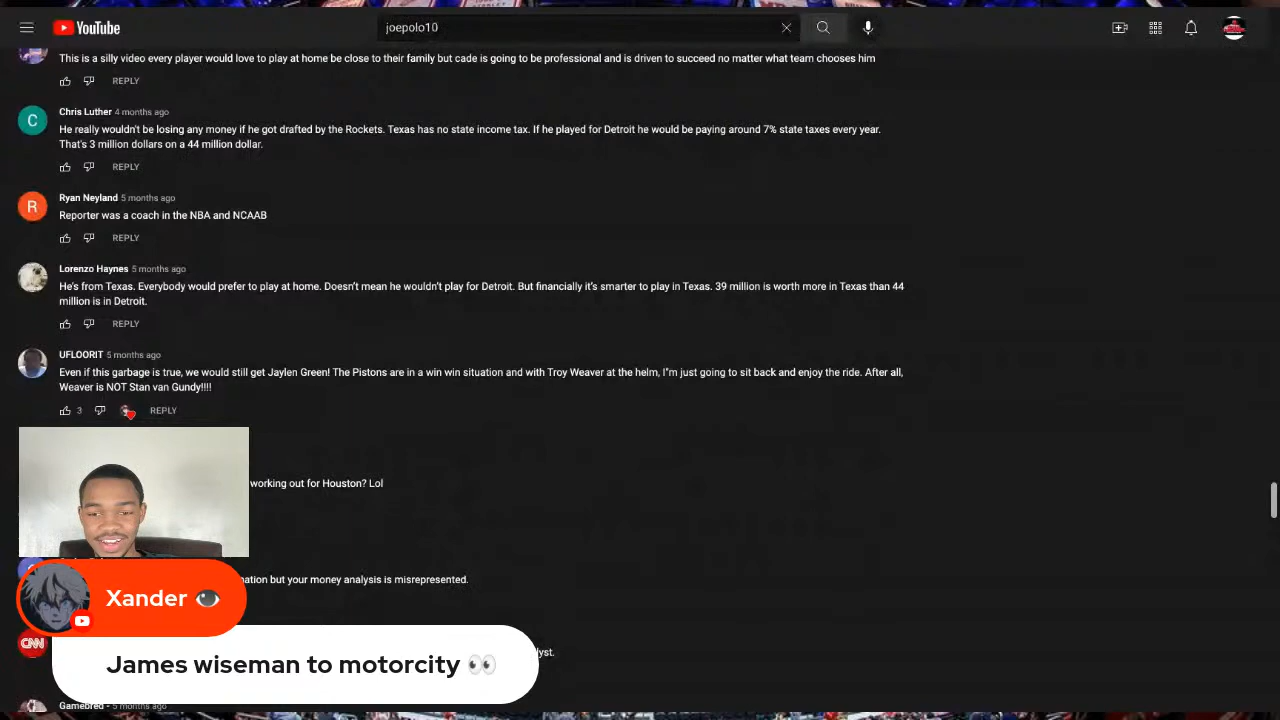 YouTube
joepolo10
This is a silly video every player would love to play at home be close to their family but cade is going to be professional and is driven to succeed no matter what team chooses him
REPLY
C
Chris Luther 4 months ago
He really wouldn't be losing any money if he got drafted by the Rockets. Texas has no state income tax. If he played for Detroit he would be paying around 7% state taxes every year.
That's 3 million dollars on a 44 million dollar.
REPLY
R
Ryan Neyland 5 months ago
Reporter was a coach in the NBA and NCAAB
REPLY
Lorenzo Haynes 5 months ago
He's from Texas. Everybody would prefer to play at home. Doesn't mean he wouldn't play for Detroit. But financially it's smarter to play in Texas. 39 million is worth more in Texas than 44
million is in Detroit.
REPLY
UFLOORIT 5 months ago
Even if this garbage is true, we would still get Jaylen Green! The Pistons are in a win win situation and with Troy Weaver at the helm, I"m just going to sit back and enjoy the ride. After all,
Weaver is NOT Stan van Gundy!!!!
3 REPLY
working out for Houston? Lol
but your money analysis is misrepresented.
Xander 👁️
CNN
James wiseman to motorcity 👀
Gamebred - 5 months ago